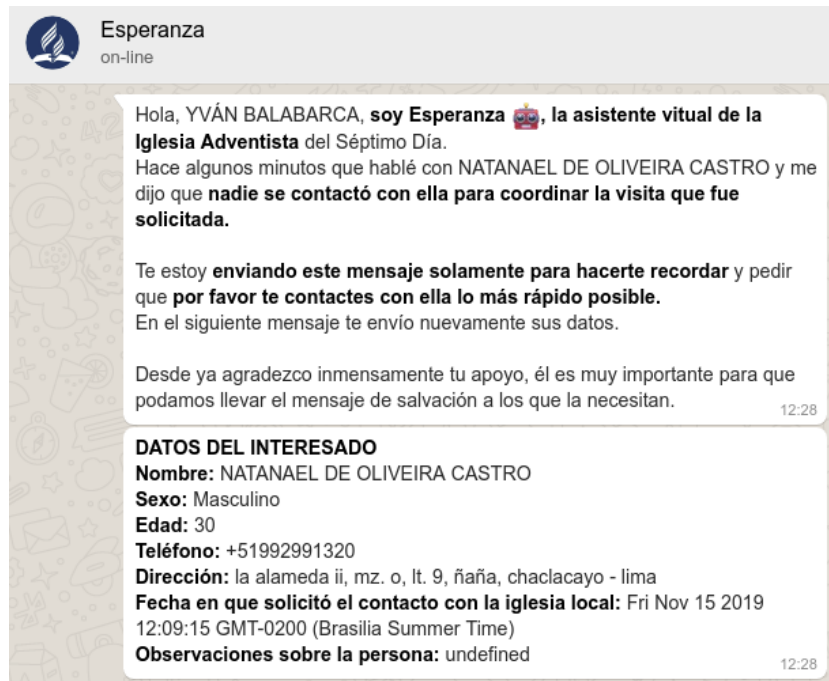 Esperanza
on-line
Hola, YVÁN BALABARCA, soy Esperanza 🤖, la asistente vitual de la
Iglesia Adventista del Séptimo Día.
Hace algunos minutos que hablé con NATANAEL DE OLIVEIRA CASTRO y me
dijo que nadie se contactó con ella para coordinar la visita que fue
solicitada.
Te estoy enviando este mensaje solamente para hacerte recordar y pedir
que por favor te contactes con ella lo más rápido posible.
En el siguiente mensaje te envío nuevamente sus datos.
Desde ya agradezco inmensamente tu apoyo, él es muy importante para que
podamos llevar el mensaje de salvación a los que la necesitan.
12:28
DATOS DEL INTERESADO
Nombre: NATANAEL DE OLIVEIRA CASTRO
Sexo: Masculino
Edad: 30
Teléfono: +51992991320
Dirección: la alameda ii, mz. o, lt. 9, ñaña, chaclacayo - lima
Fecha en que solicitó el contacto con la iglesia local: Fri Nov 15 2019
12:09:15 GMT-0200 (Brasilia Summer Time)
Observaciones sobre la persona: undefined
12:28